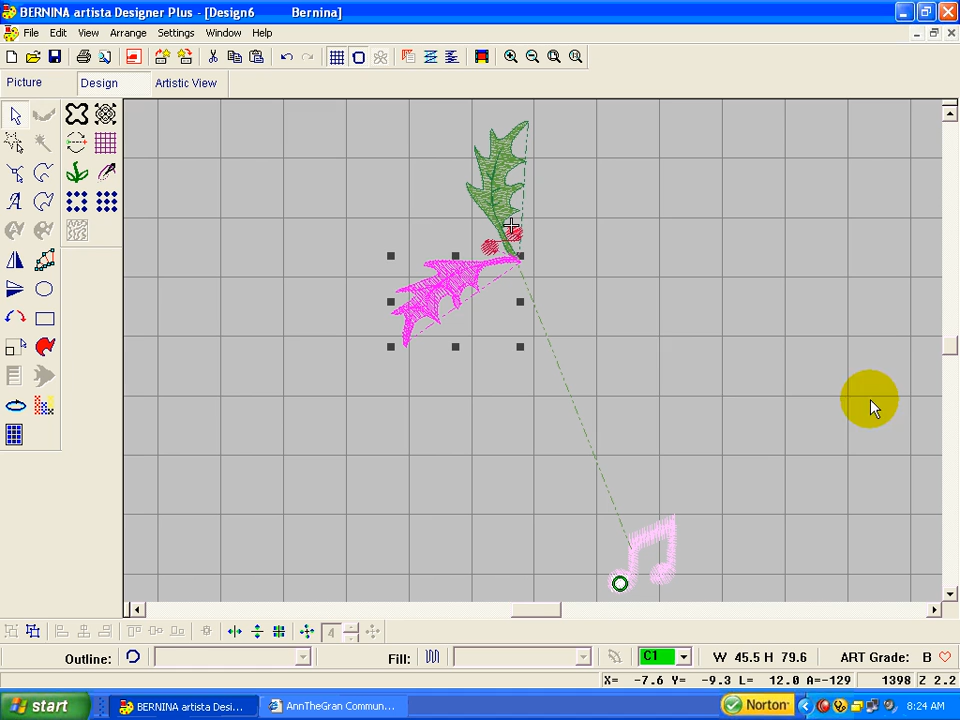 BERNINA artista Designer Plus - [Design6 Bernina]
File Edit View Arrange Settings Window Help
Picture Design Artistic View
A
4
Outline: Fill: C1 W 45.5 H 79.6 ART Grade: B
X= -7.6 Y= -9.3 L= 12.0 A=-129 1398 Z 2.2
start BERNINA artista Desi... AnnTheGran Commun... Norton 8:24 AM